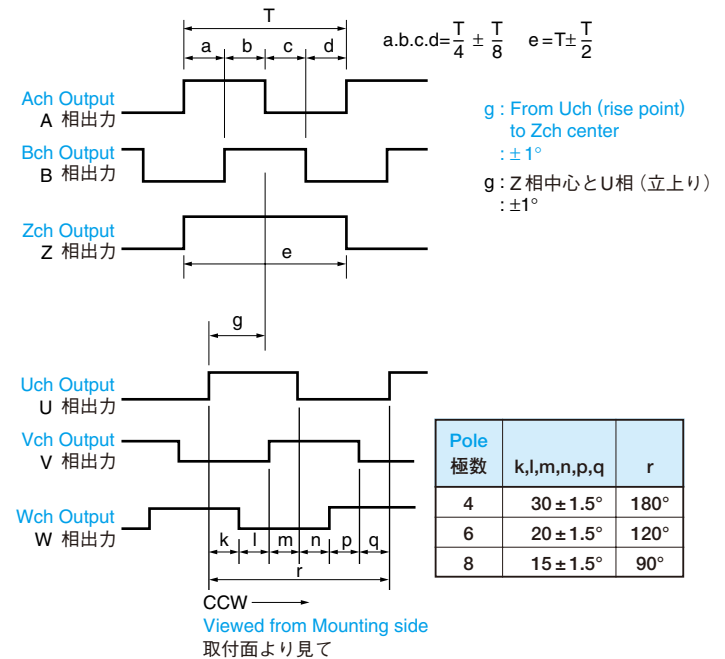 T
a b c d
a.b.c.d=T/4 ± T/8 e=T±T/2
Ach Output
A 相出力
Bch Output
B 相出力
Zch Output
Z 相出力
e
g : From Uch (rise point)
to Zch center
: ± 1°
g : Z 相中心とU相（立上り）
: ±1°
g
Uch Output
U 相出力
Vch Output
V 相出力
Wch Output
W 相出力
k l m n p q
r
CCW
Viewed from Mounting side
取付面より見て
Pole
極数 k,l,m,n,p,q r
4 30±1.5° 180°
6 20±1.5° 120°
8 15±1.5° 90°